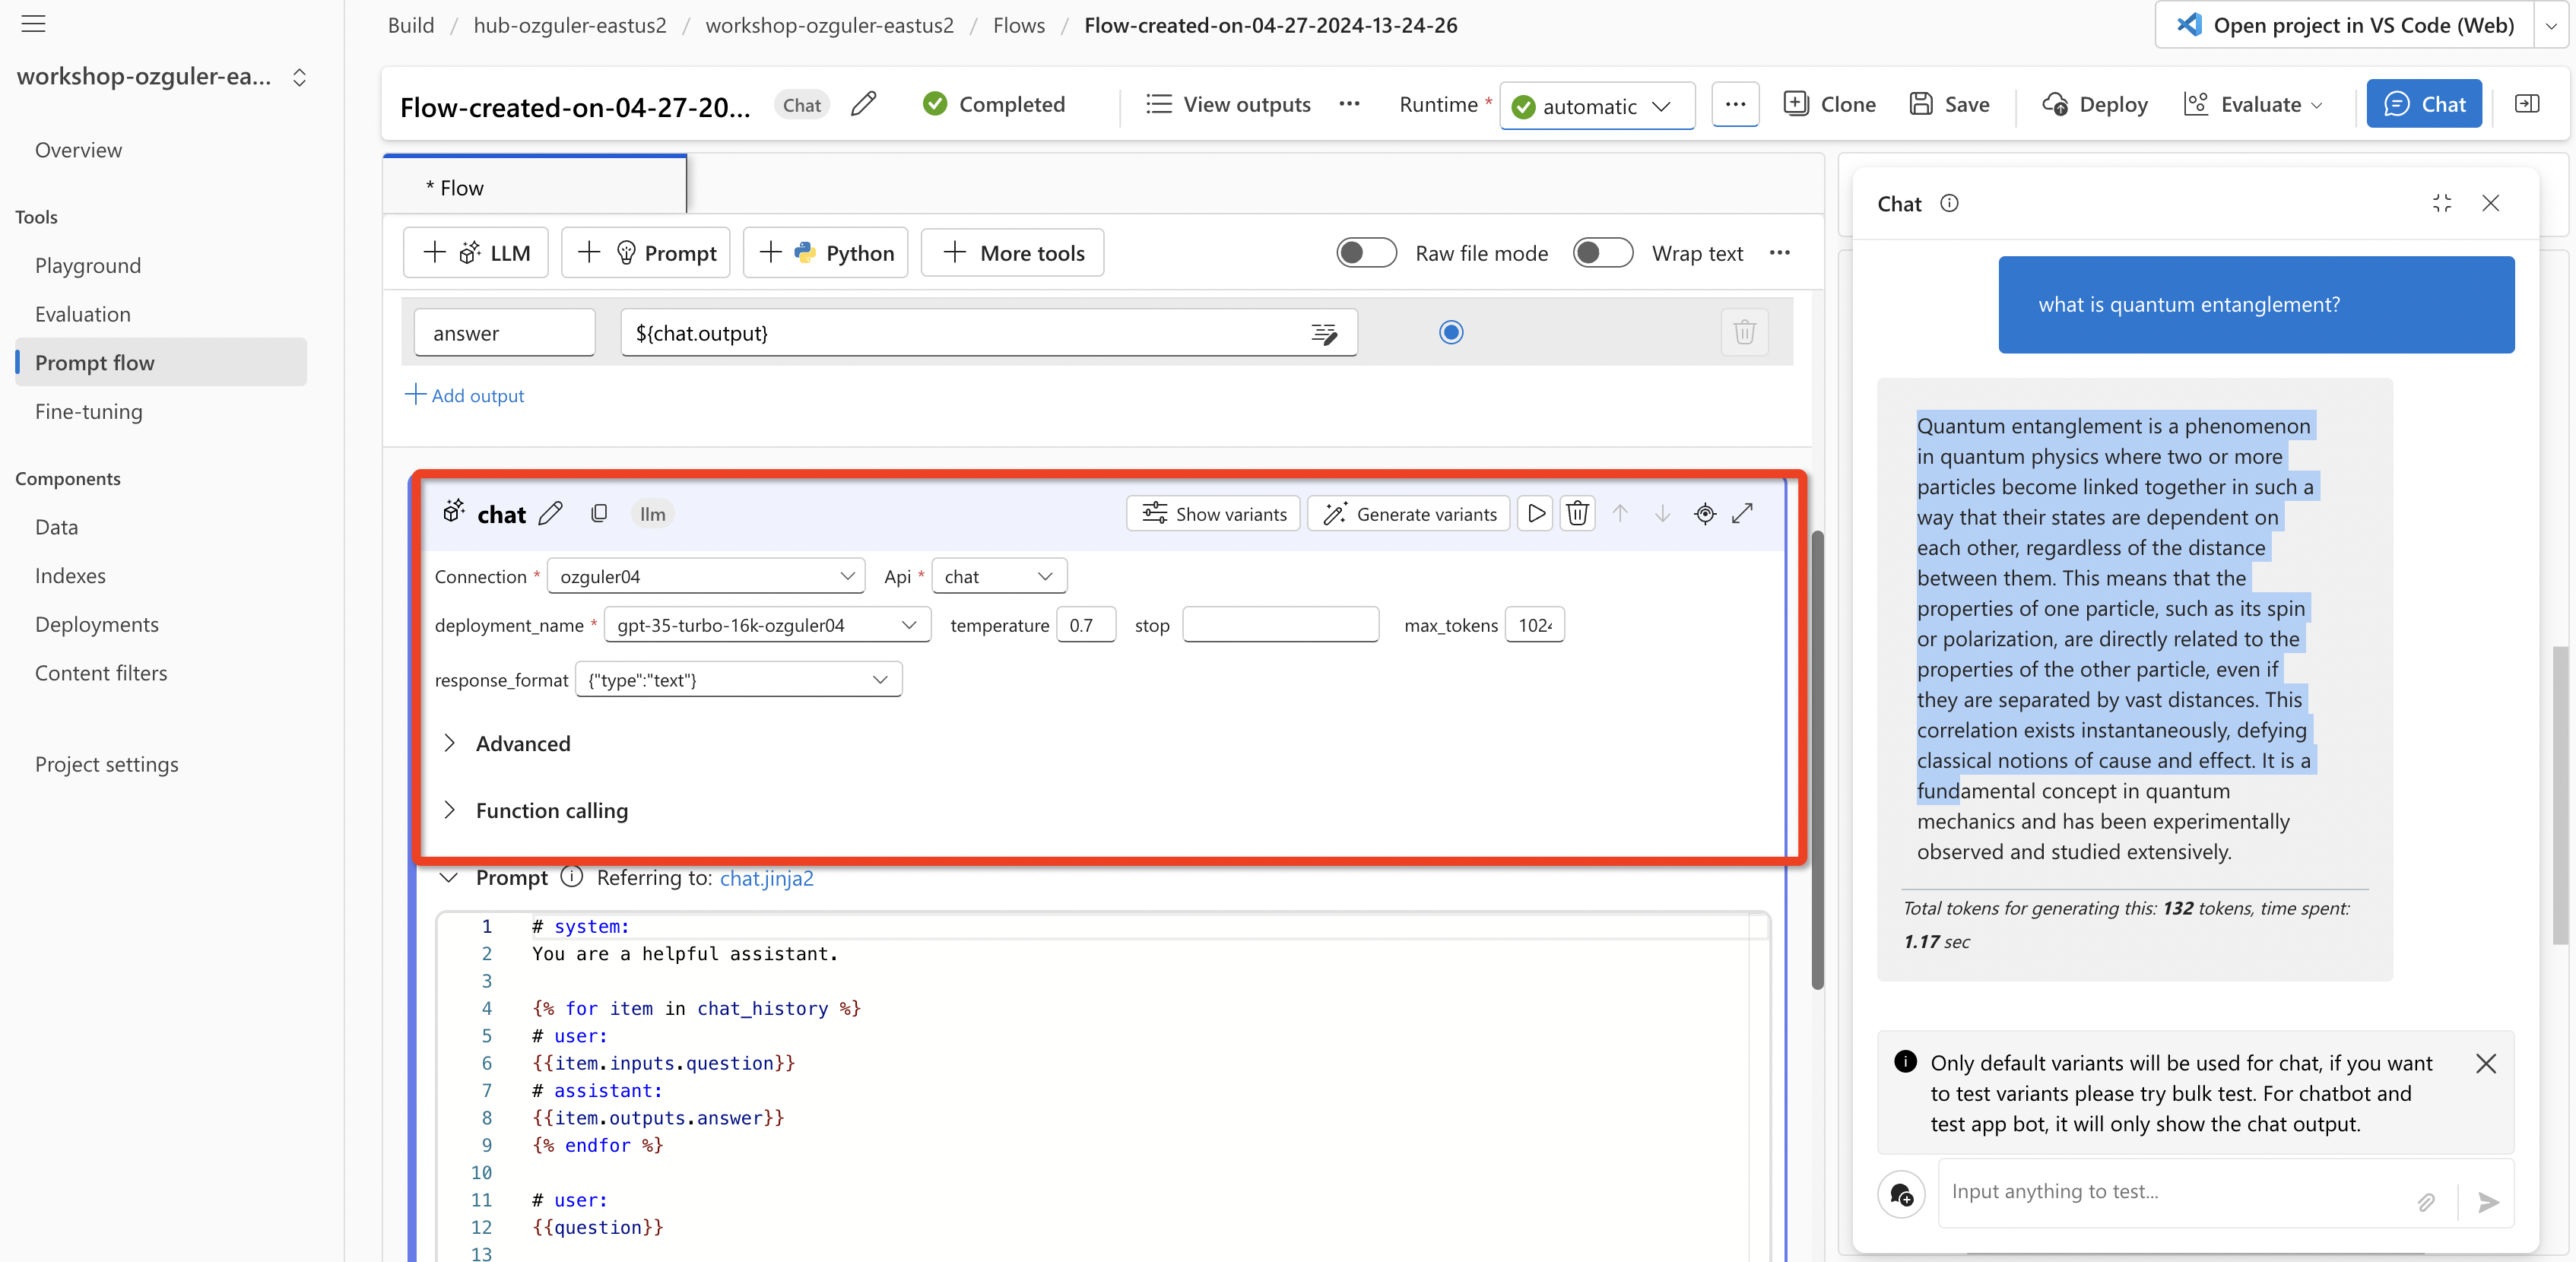 Build / hub-ozguler-eastus2 / workshop-ozguler-eastus2 / Flows / Flow-created-on-04-27-2024-13-24-26
Open project in VS Code (Web)
workshop-ozguler-ea...
Overview
Tools
Playground
Evaluation
Prompt flow
Fine-tuning
Components
Data
Indexes
Deployments
Content filters
Project settings
Flow-created-on-04-27-20... Chat Completed View outputs ... Runtime * automatic ... Clone Save Deploy Evaluate Chat
* Flow
+ LLM + Prompt + Python + More tools Raw file mode Wrap text ...
answer ${chat.output}
+ Add output
chat llm Show variants Generate variants
Connection * ozguler04 Api * chat
deployment_name * gpt-35-turbo-16k-ozguler04 temperature 0.7 stop max_tokens 1024
response_format {"type":"text"}
Advanced
Function calling
Prompt Referring to: chat.jinja2
1 # system:
2 You are a helpful assistant.
3
4 {% for item in chat_history %}
5 # user:
6 {{item.inputs.question}}
7 # assistant:
8 {{item.outputs.answer}}
9 {% endfor %}
10
11 # user:
12 {{question}}
13
Chat
what is quantum entanglement?
Quantum entanglement is a phenomenon
in quantum physics where two or more
particles become linked together in such a
way that their states are dependent on
each other, regardless of the distance
between them. This means that the
properties of one particle, such as its spin
or polarization, are directly related to the
properties of the other particle, even if
they are separated by vast distances. This
correlation exists instantaneously, defying
classical notions of cause and effect. It is a
fundamental concept in quantum
mechanics and has been experimentally
observed and studied extensively.
Total tokens for generating this: 132 tokens, time spent:
1.17 sec
Only default variants will be used for chat, if you want
to test variants please try bulk test. For chatbot and
test app bot, it will only show the chat output.
Input anything to test...